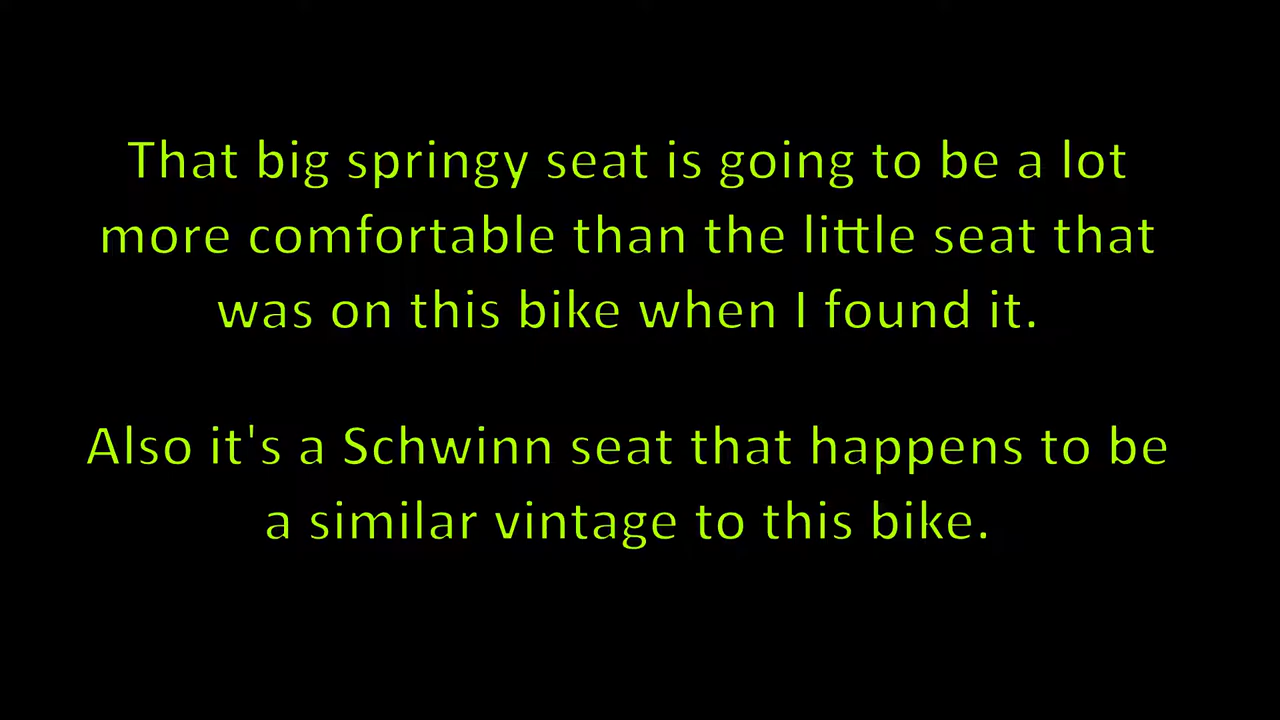 That big springy seat is going to be a lot
more comfortable than the little seat that
was on this bike when I found it.
Also it's a Schwinn seat that happens to be
a similar vintage to this bike.